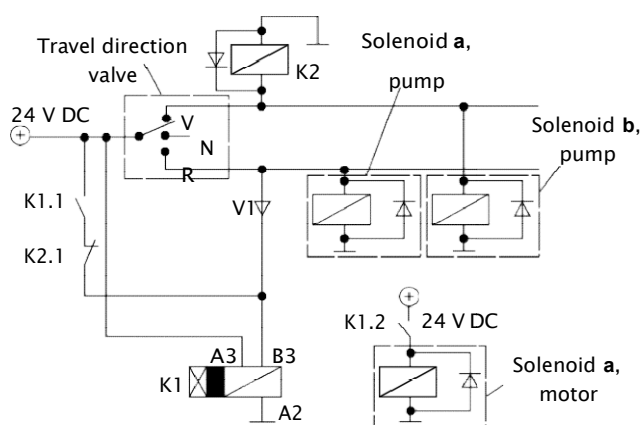 Travel direction
valve
Solenoid a,
pump
K2
24 V DC
V
N
R
Solenoid b,
pump
K1.1
V1
K2.1
K1.2
24 V DC
A3
B3
K1
A2
Solenoid a,
motor